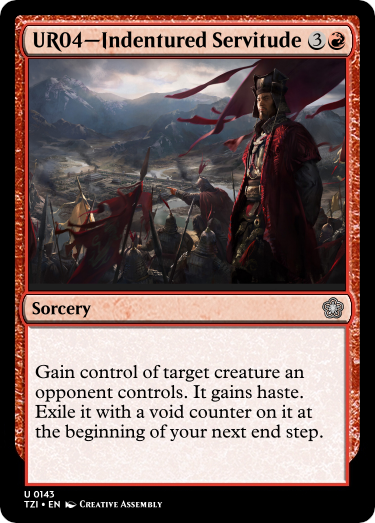 UR04—Indentured Servitude 3
Sorcery
Gain control of target creature an
opponent controls. It gains haste.
Exile it with a void counter on it at
the beginning of your next end step.
U 0143
TZI • EN Creative Assembly